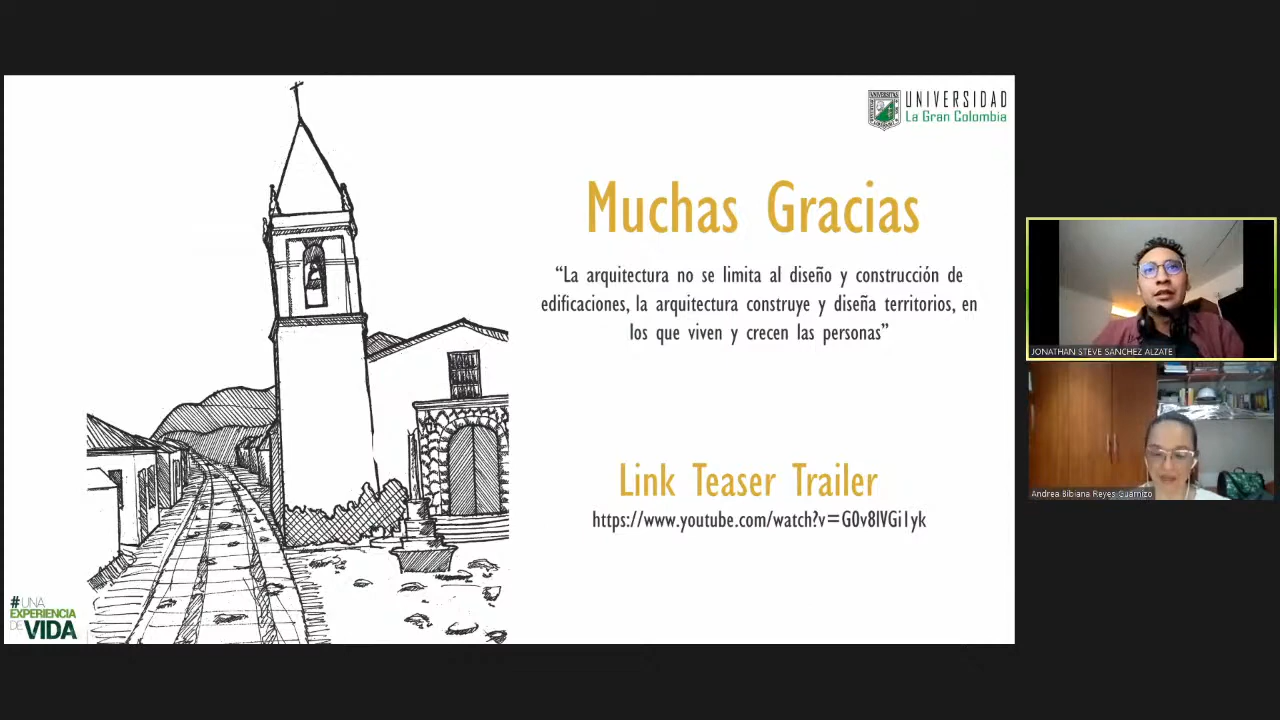 UNIVERSIDAD
La Gran Colombia
Muchas Gracias
“La arquitectura no se limita al diseño y construcción de
edificaciones, la arquitectura construye y diseña territorios, en
los que viven y crecen las personas”
Link Teaser Trailer
https://www.youtube.com/watch?v=G0v8lVGi1yk
#UNA
EXPERIENCIA
DE VIDA
JONATHAN STEVE SANCHEZ ALZATE
Andrea Bibiana Reyes Guarnizo